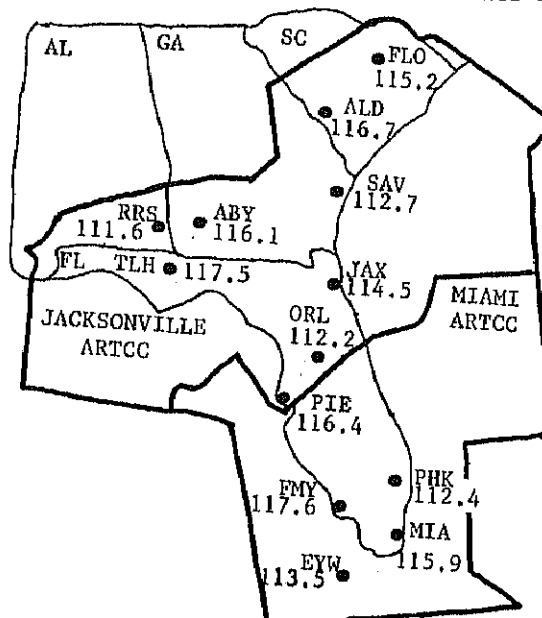 AL
GA
SC
FLO
115.2
ALD
116.7
SAV
112.7
RRS
111.6
ABY
116.1
FL
TLH
117.5
JAX
114.5
JACKSONVILLE
ARTCC
MIAMI
ARTCC
ORL
112.2
PIE
116.4
PHK
112.4
FMY
117.6
MIA
115.9
EYW
113.5